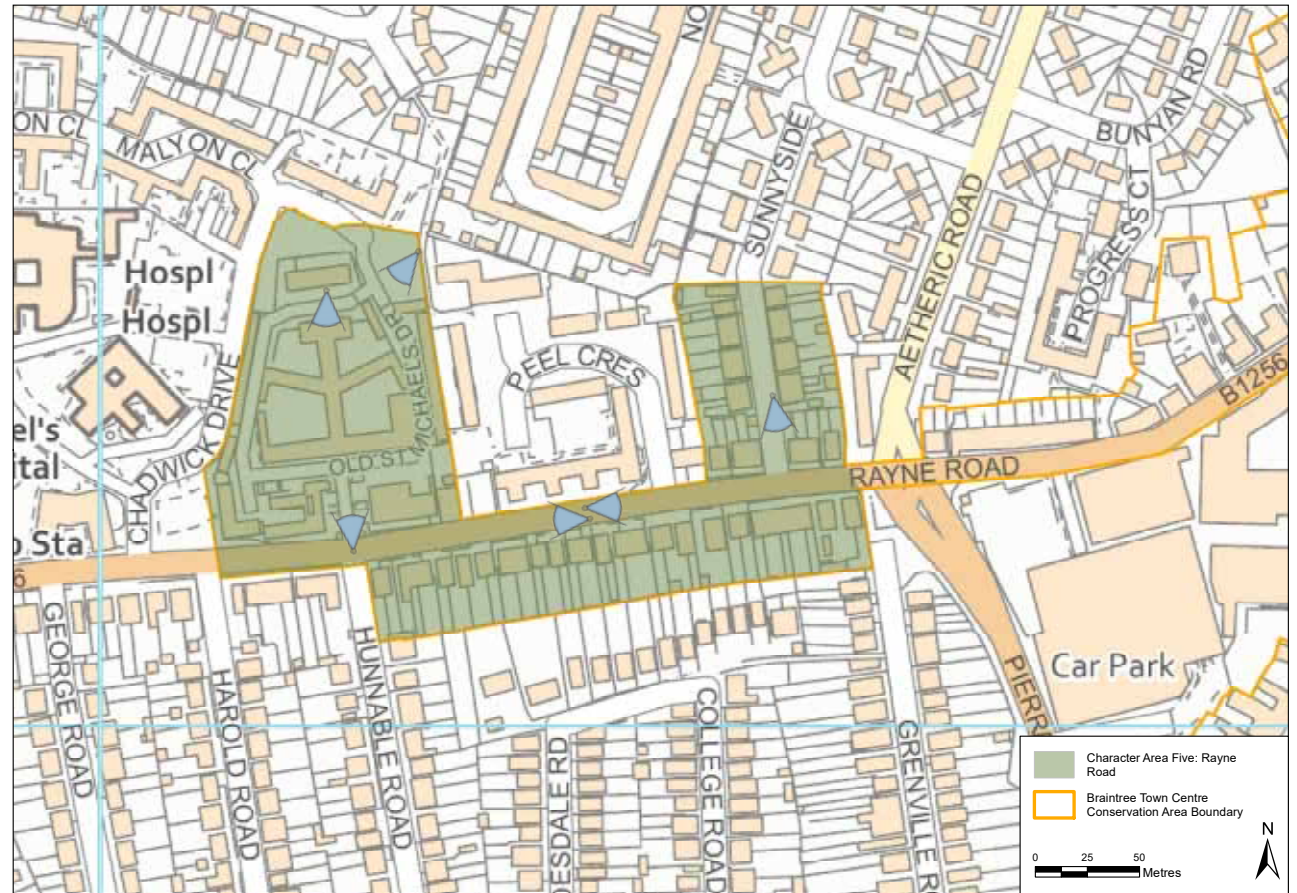 NO
ON CL
MALYON CL
SUNNYSIDE
BUNYAN RD
AETHERIC ROAD
PROGRESS CT
Hospl
Hospl
PEEL CRES
OLD ST MICHAELS DR
CHADWICK DRIVE
el's
ital
o Sta
6
B1256
RAYNE ROAD
GEORGE ROAD
HAROLD ROAD
HUNNABLE ROAD
DESDALE RD
COLLEGE ROAD
GRENVILLE R
PIERR
Car Park
Character Area Five: Rayne
Road
Braintree Town Centre
Conservation Area Boundary
N
0 25 50
Metres